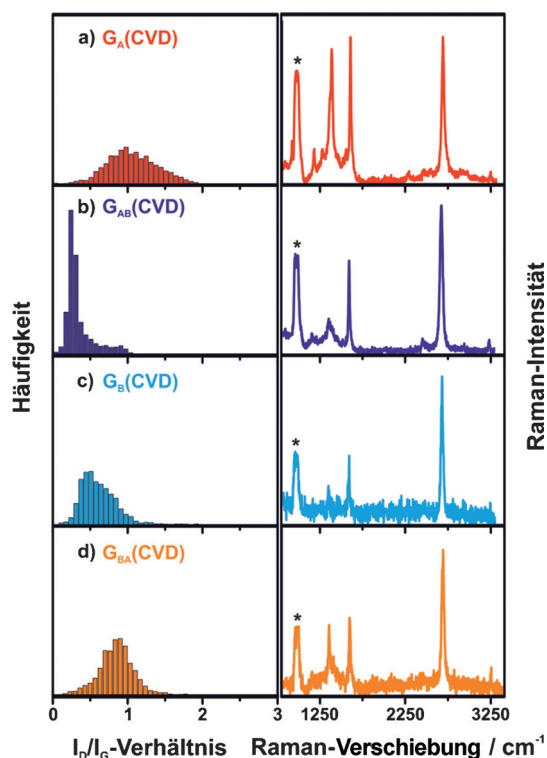 a) G_A(CVD)
*
b) G_AB(CVD)
*
c) G_B(CVD)
*
d) G_BA(CVD)
*
Häufigkeit
Raman-Intensität
0 1 2 3
1250 2250 3250
I_D/I_G-Verhältnis
Raman-Verschiebung / cm⁻¹